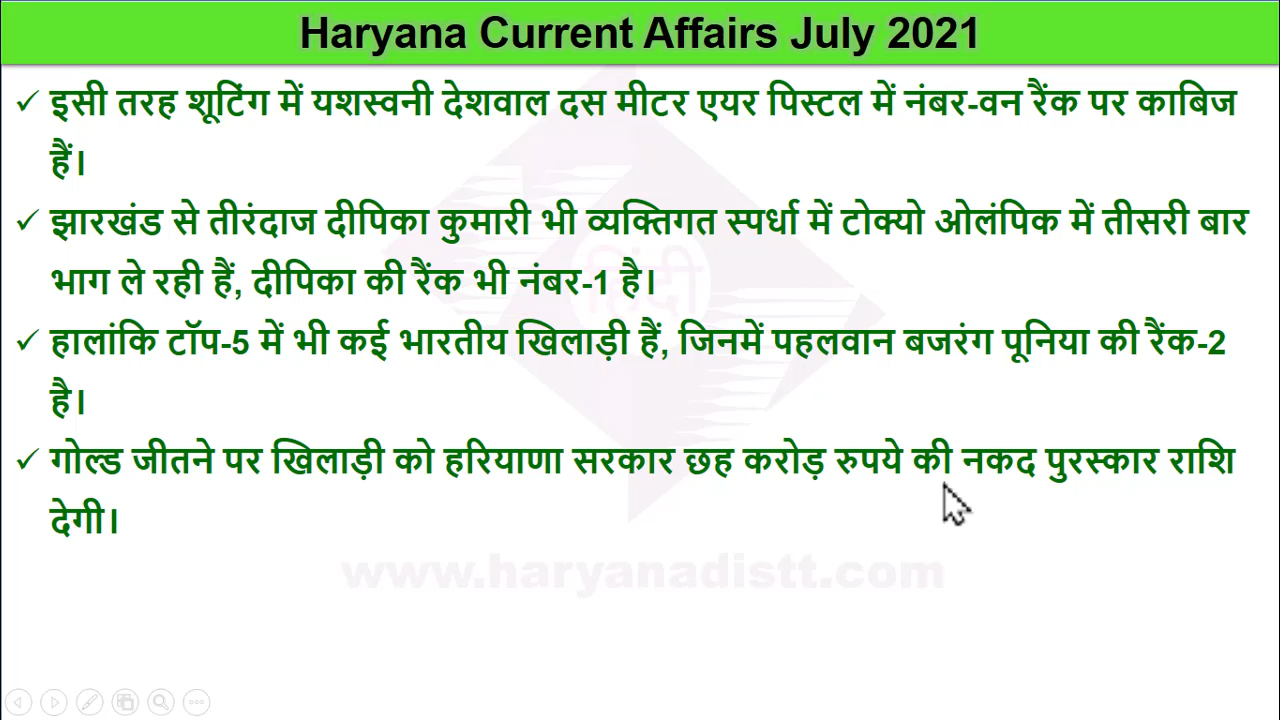 Haryana Current Affairs July 2021
✓ इसी तरह शूटिंग में यशस्वनी देशवाल दस मीटर एयर पिस्टल में नंबर-वन रैंक पर काबिज
हैं।
✓ झारखंड से तीरंदाज दीपिका कुमारी भी व्यक्तिगत स्पर्धा में टोक्यो ओलंपिक में तीसरी बार
भाग ले रही हैं, दीपिका की रैंक भी नंबर-1 है।
✓ हालांकि टॉप-5 में भी कई भारतीय खिलाड़ी हैं, जिनमें पहलवान बजरंग पूनिया की रैंक-2
है।
✓ गोल्ड जीतने पर खिलाड़ी को हरियाणा सरकार छह करोड़ रुपये की नकद पुरस्कार राशि
देगी।
हिंदी
www.haryanadistt.com